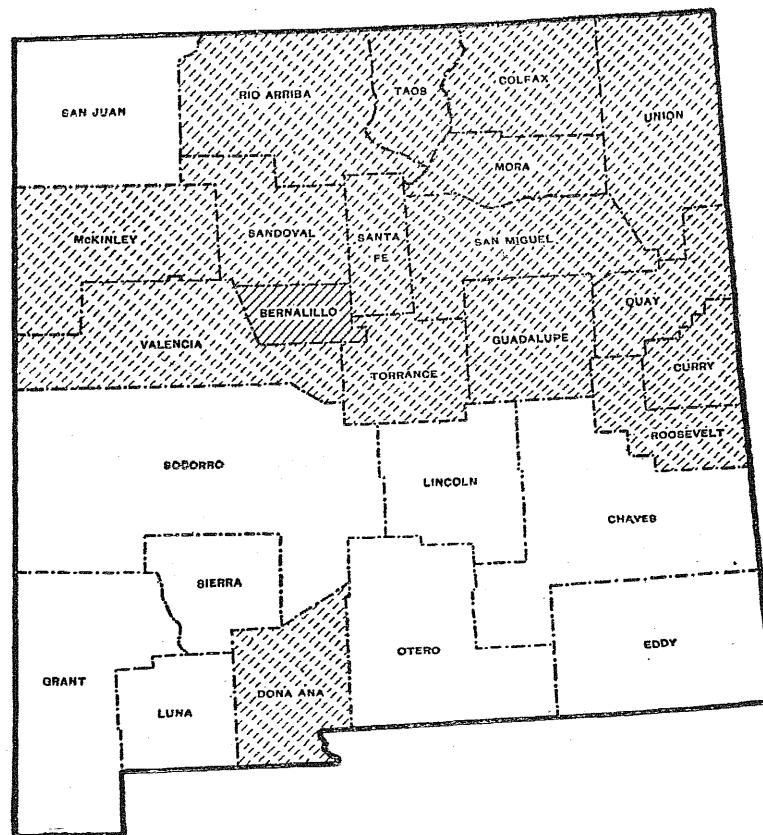 SAN JUAN
RIO ARRIBA
TAOS
COLFAX
UNION
MORA
McKINLEY
SANDOVAL
SANTA
FE
SAN MIGUEL
BERNALILLO
QUAY
VALENCIA
TORRANCE
GUADALUPE
CURRY
ROOSEVELT
SOCORRO
LINCOLN
CHAVES
SIERRA
GRANT
LUNA
DONA ANA
OTERO
EDDY